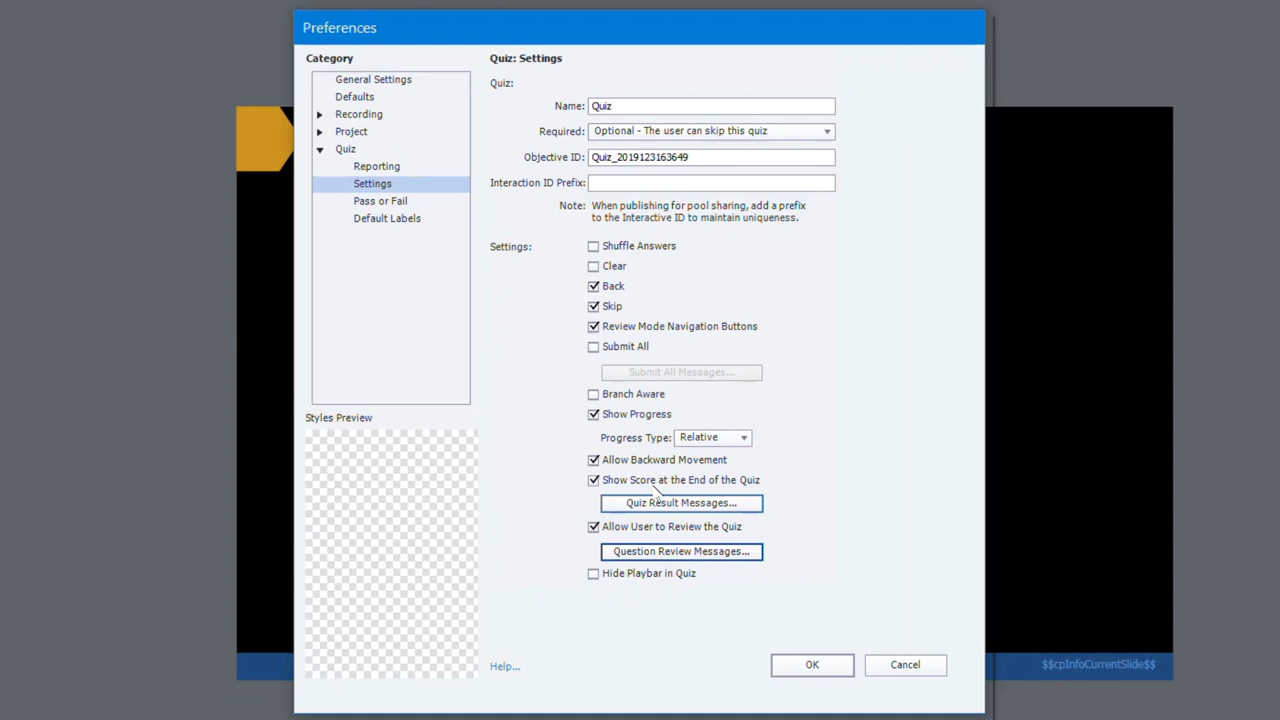 Preferences
Category
General Settings
Defaults
Recording
Project
Quiz
Reporting
Settings
Pass or Fail
Default Labels
Styles Preview
Quiz: Settings
Quiz:
Name: Quiz
Required: Optional - The user can skip this quiz
Objective ID: Quiz_2019123163649
Interaction ID Prefix:
Note: When publishing for pool sharing, add a prefix
to the Interactive ID to maintain uniqueness.
Settings: Shuffle Answers
Clear
Back
Skip
Review Mode Navigation Buttons
Submit All
Submit All Messages...
Branch Aware
Show Progress
Progress Type: Relative
Allow Backward Movement
Show Score at the End of the Quiz
Quiz Result Messages...
Allow User to Review the Quiz
Question Review Messages...
Hide Playbar in Quiz
Help...
OK
Cancel
$$cpInfoCurrentSlide$$